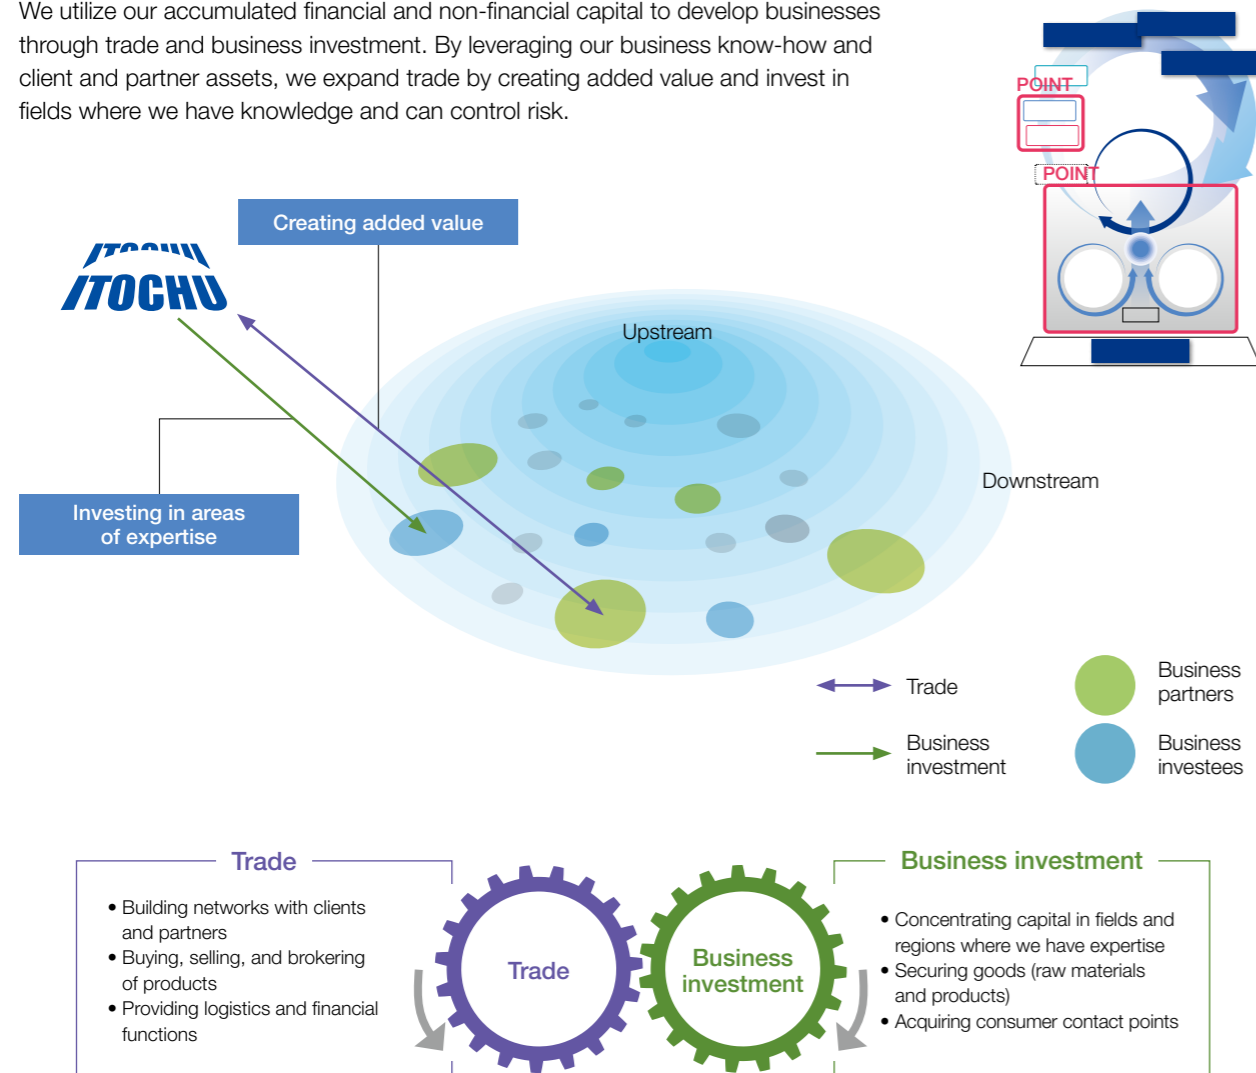 We utilize our accumulated financial and non-financial capital to develop businesses
through trade and business investment. By leveraging our business know-how and
client and partner assets, we expand trade by creating added value and invest in
fields where we have knowledge and can control risk.
POINT
POINT
Creating added value
ITOCHU
ITOCHU
Upstream
Downstream
Investing in areas
of expertise
Trade
Business
partners
Business
investment
Business
investees
Trade
• Building networks with clients
and partners
• Buying, selling, and brokering
of products
• Providing logistics and financial
functions
Trade
Business
investment
Business investment
• Concentrating capital in fields and
regions where we have expertise
• Securing goods (raw materials
and products)
• Acquiring consumer contact points